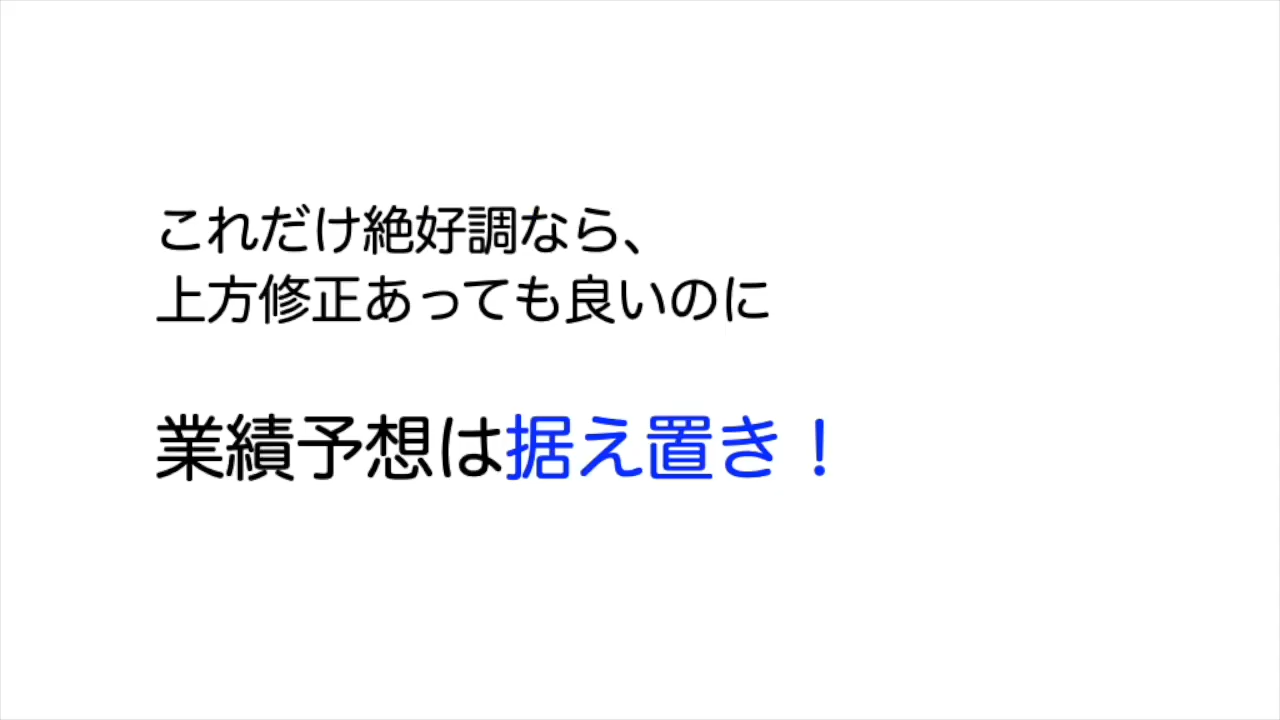 これだけ絶好調なら、
上方修正あっても良いのに
業績予想は据え置き！